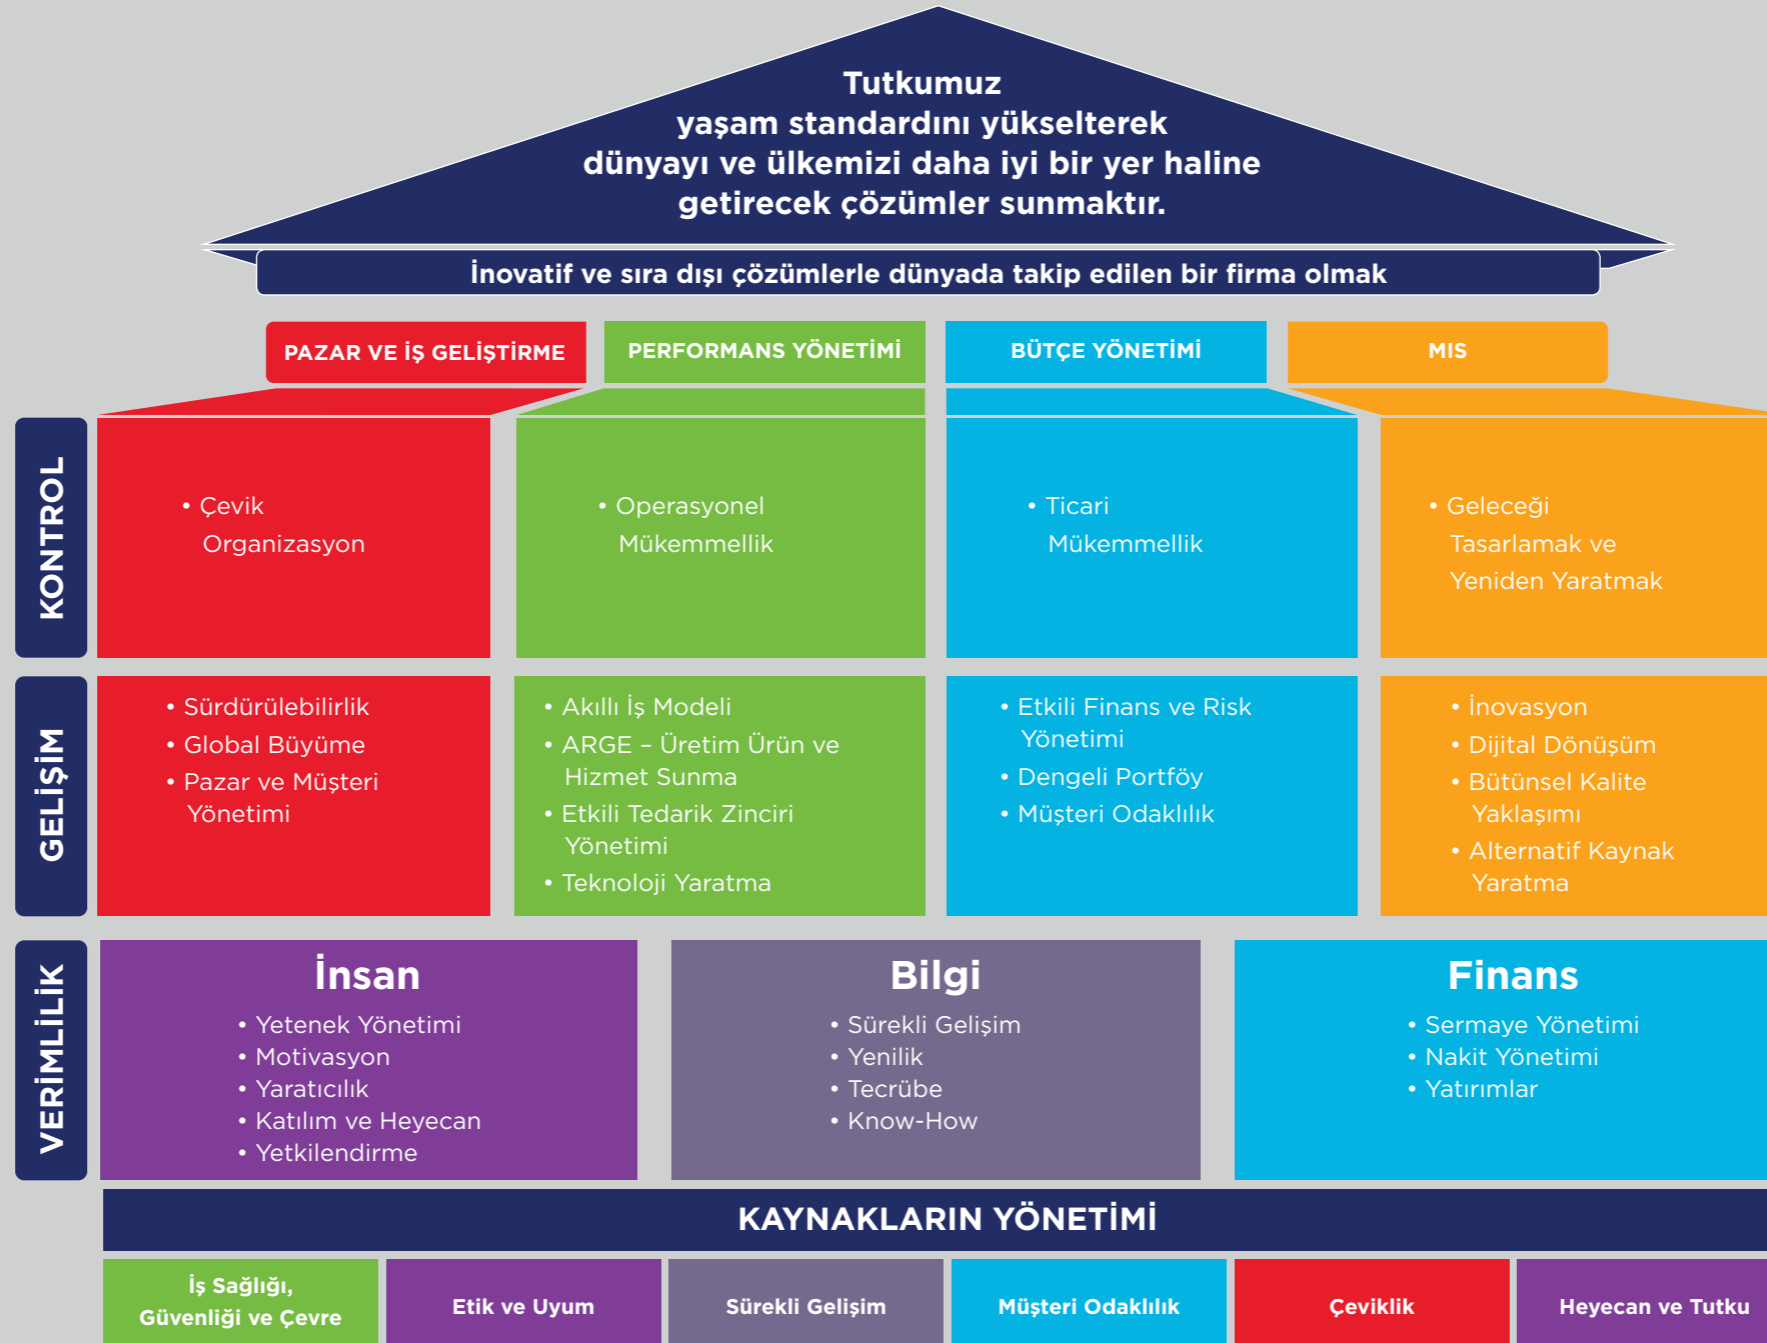 Tutkumuz
yaşam standardını yükselterek
dünyayı ve ülkemizi daha iyi bir yer haline
getirecek çözümler sunmaktır.
İnovatif ve sıra dışı çözümlerle dünyada takip edilen bir firma olmak
PAZAR VE İŞ GELİŞTİRME
PERFORMANS YÖNETİMİ
BÜTÇE YÖNETİMİ
MIS
KONTROL
• Çevik
Organizasyon
• Operasyonel
Mükemmellik
• Ticari
Mükemmellik
• Geleceği
Tasarlamak ve
Yeniden Yaratmak
GELİŞİM
• Sürdürülebilirlik
• Global Büyüme
• Pazar ve Müşteri
Yönetimi
• Akıllı İş Modeli
• ARGE – Üretim Ürün ve
Hizmet Sunma
• Etkili Tedarik Zinciri
Yönetimi
• Teknoloji Yaratma
• Etkili Finans ve Risk
Yönetimi
• Dengeli Portföy
• Müşteri Odaklılık
• İnovasyon
• Dijital Dönüşüm
• Bütünsel Kalite
Yaklaşımı
• Alternatif Kaynak
Yaratma
VERİMLİLİK
İnsan
• Yetenek Yönetimi
• Motivasyon
• Yaratıcılık
• Katılım ve Heyecan
• Yetkilendirme
Bilgi
• Sürekli Gelişim
• Yenilik
• Tecrübe
• Know-How
Finans
• Sermaye Yönetimi
• Nakit Yönetimi
• Yatırımlar
KAYNAKLARIN YÖNETİMİ
İş Sağlığı,
Güvenliği ve Çevre
Etik ve Uyum
Sürekli Gelişim
Müşteri Odaklılık
Çeviklik
Heyecan ve Tutku